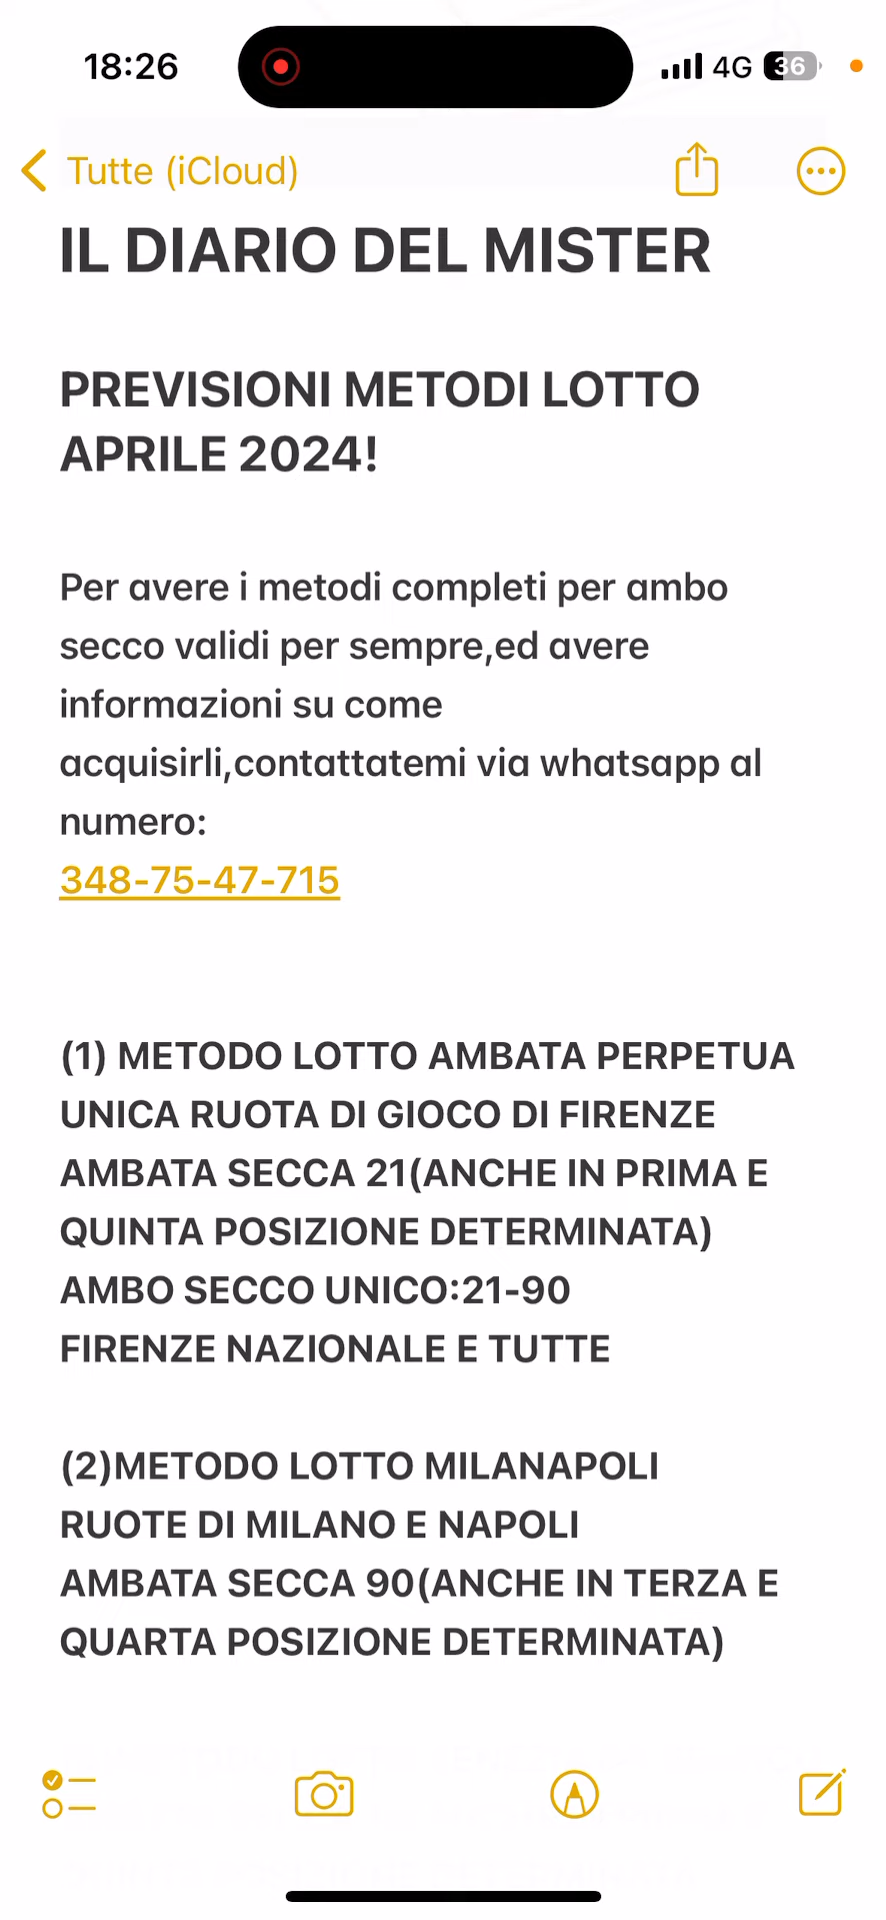 18:26
4G
36
Tutte (iCloud)
IL DIARIO DEL MISTER
PREVISIONI METODI LOTTO
APRILE 2024!
Per avere i metodi completi per ambo
secco validi per sempre,ed avere
informazioni su come
acquisirli,contattatemi via whatsapp al
numero:
348-75-47-715
(1) METODO LOTTO AMBATA PERPETUA
UNICA RUOTA DI GIOCO DI FIRENZE
AMBATA SECCA 21(ANCHE IN PRIMA E
QUINTA POSIZIONE DETERMINATA)
AMBO SECCO UNICO:21-90
FIRENZE NAZIONALE E TUTTE
(2)METODO LOTTO MILANAPOLI
RUOTE DI MILANO E NAPOLI
AMBATA SECCA 90(ANCHE IN TERZA E
QUARTA POSIZIONE DETERMINATA)